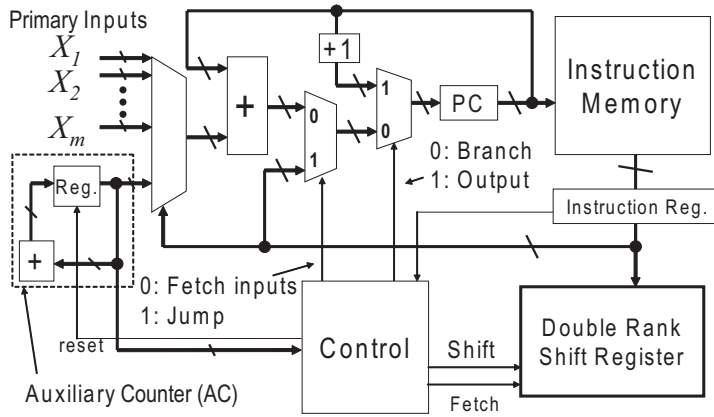 Primary Inputs
X1
X2
Xm
+1
+
0
1
1
0
PC
Instruction
Memory
0: Branch
1: Output
Reg.
+
Instruction Reg.
0: Fetch inputs
1: Jump
reset
Control
Shift
Fetch
Double Rank
Shift Register
Auxiliary Counter (AC)